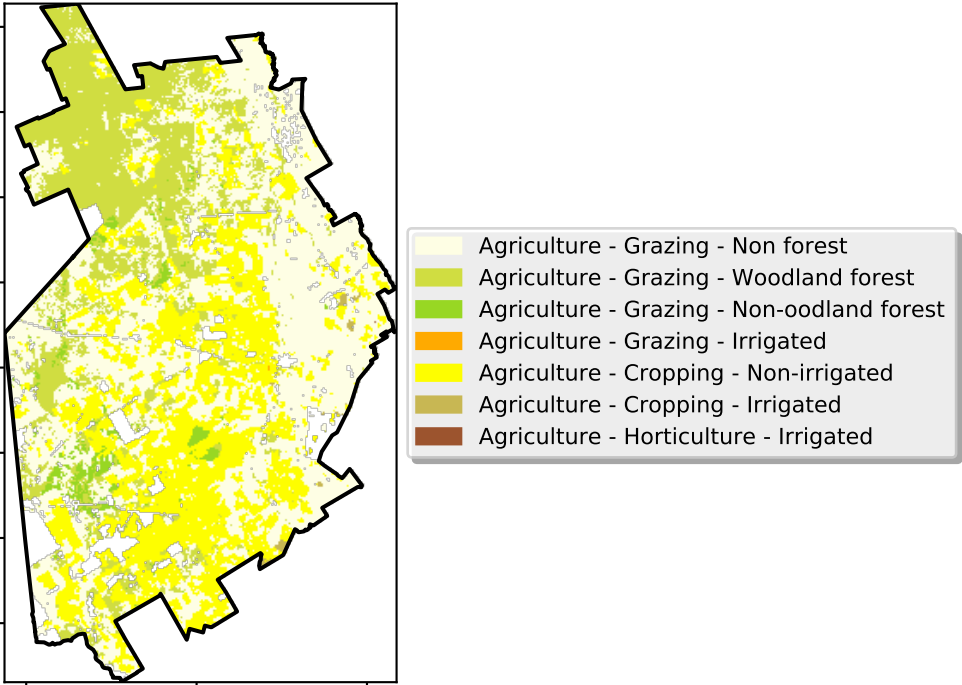 Agriculture - Grazing - Non forest
Agriculture - Grazing - Woodland forest
Agriculture - Grazing - Non-oodland forest
Agriculture - Grazing - Irrigated
Agriculture - Cropping - Non-irrigated
Agriculture - Cropping - Irrigated
Agriculture - Horticulture - Irrigated